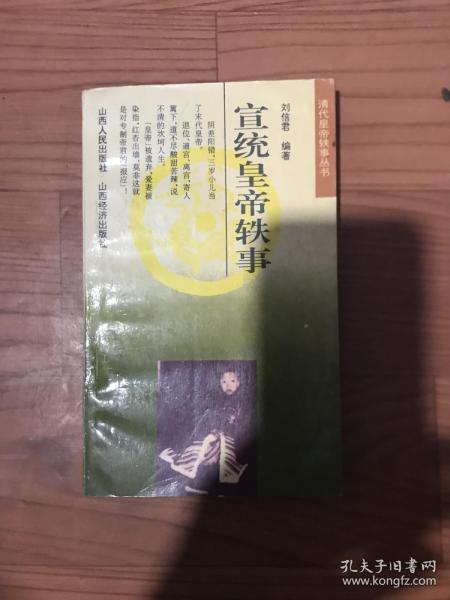 清代皇帝轶事丛书
刘信君 编著
宣统皇帝轶事
阴差阳错，三岁小儿当
了末代皇帝。
退位、逼宫、离宫，寄人
篱下，道不尽酸甜苦辣，说
不清的坎坷人生。
「皇帝」被遗弃，爱妻被
染指，红杏出墙，莫非这就
是对专制帝君的「报应」！
山西人民出版社 山西经济出版社
孔夫子旧书网
www.kongfz.com